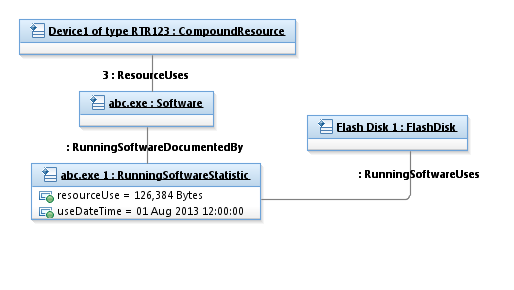 Device1 of type RTR123 : CompoundResource
3 : ResourceUses
abc.exe : Software
: RunningSoftwareDocumentedBy
Flash Disk 1 : FlashDisk
abc.exe 1 : RunningSoftwareStatistic
: RunningSoftwareUses
resourceUse = 126,384 Bytes
useDateTime = 01 Aug 2013 12:00:00